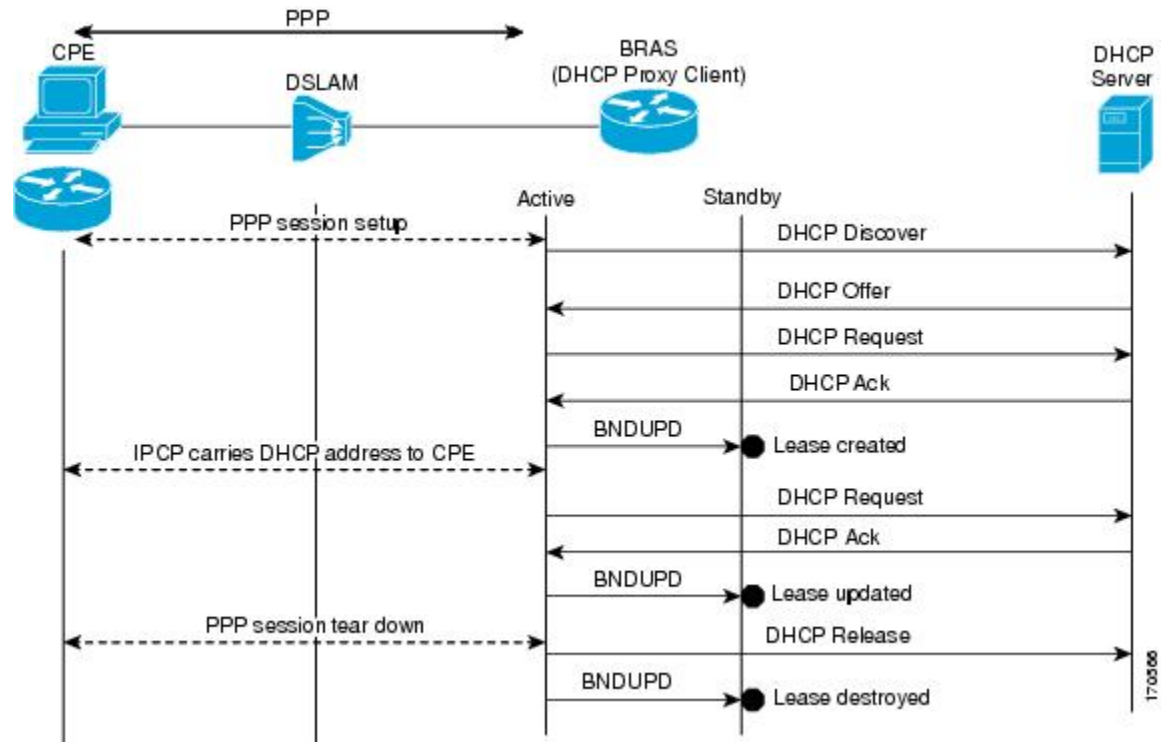 PPP
CPE
DSLAM
BRAS
(DHCP Proxy Client)
DHCP
Server
Active
Standby
PPP session setup
DHCP Discover
DHCP Offer
DHCP Request
DHCP Ack
BNDUPD
Lease created
IPCP carries DHCP address to CPE
DHCP Request
DHCP Ack
BNDUPD
Lease updated
PPP session tear down
DHCP Release
BNDUPD
Lease destroyed
170566